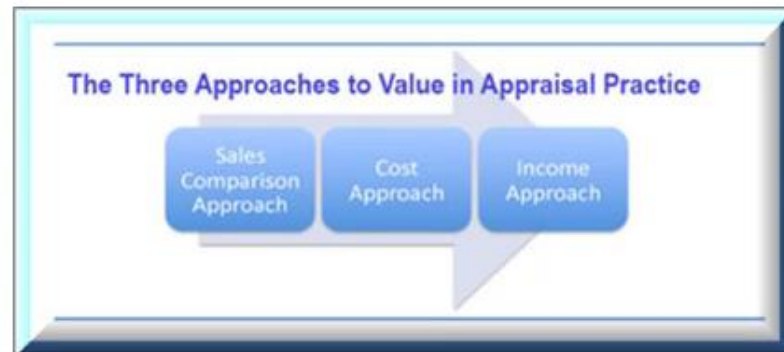 The Three Approaches to Value in Appraisal Practice
Sales
Comparison
Approach
Cost
Approach
Income
Approach